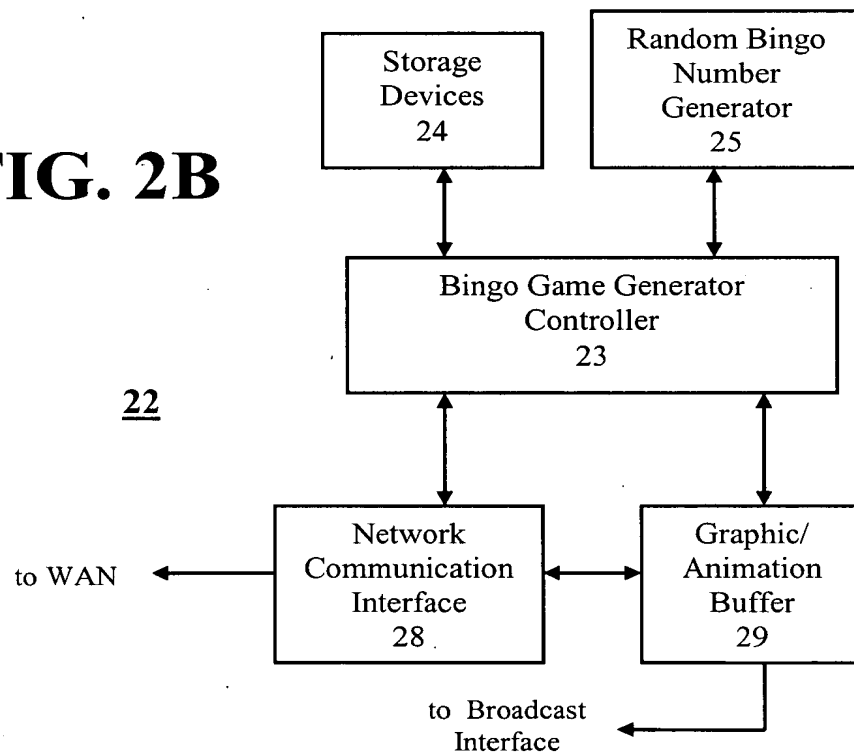 Storage
Devices
24
Random Bingo
Number
Generator
25
FIG. 2B
Bingo Game Generator
Controller
23
22
Network
Communication
Interface
28
Graphic/
Animation
Buffer
29
to WAN
to Broadcast
Interface